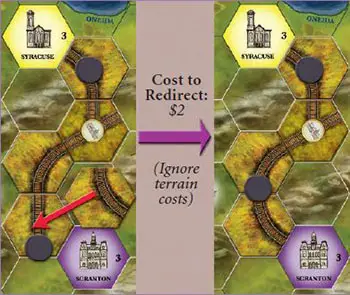 ONEIDA
3
SYRACUSE
3
SCRANTON
Cost to
Redirect:
$2
(Ignore
terrain
costs)
ONEIDA
3
SYRACUSE
3
SCRANTON